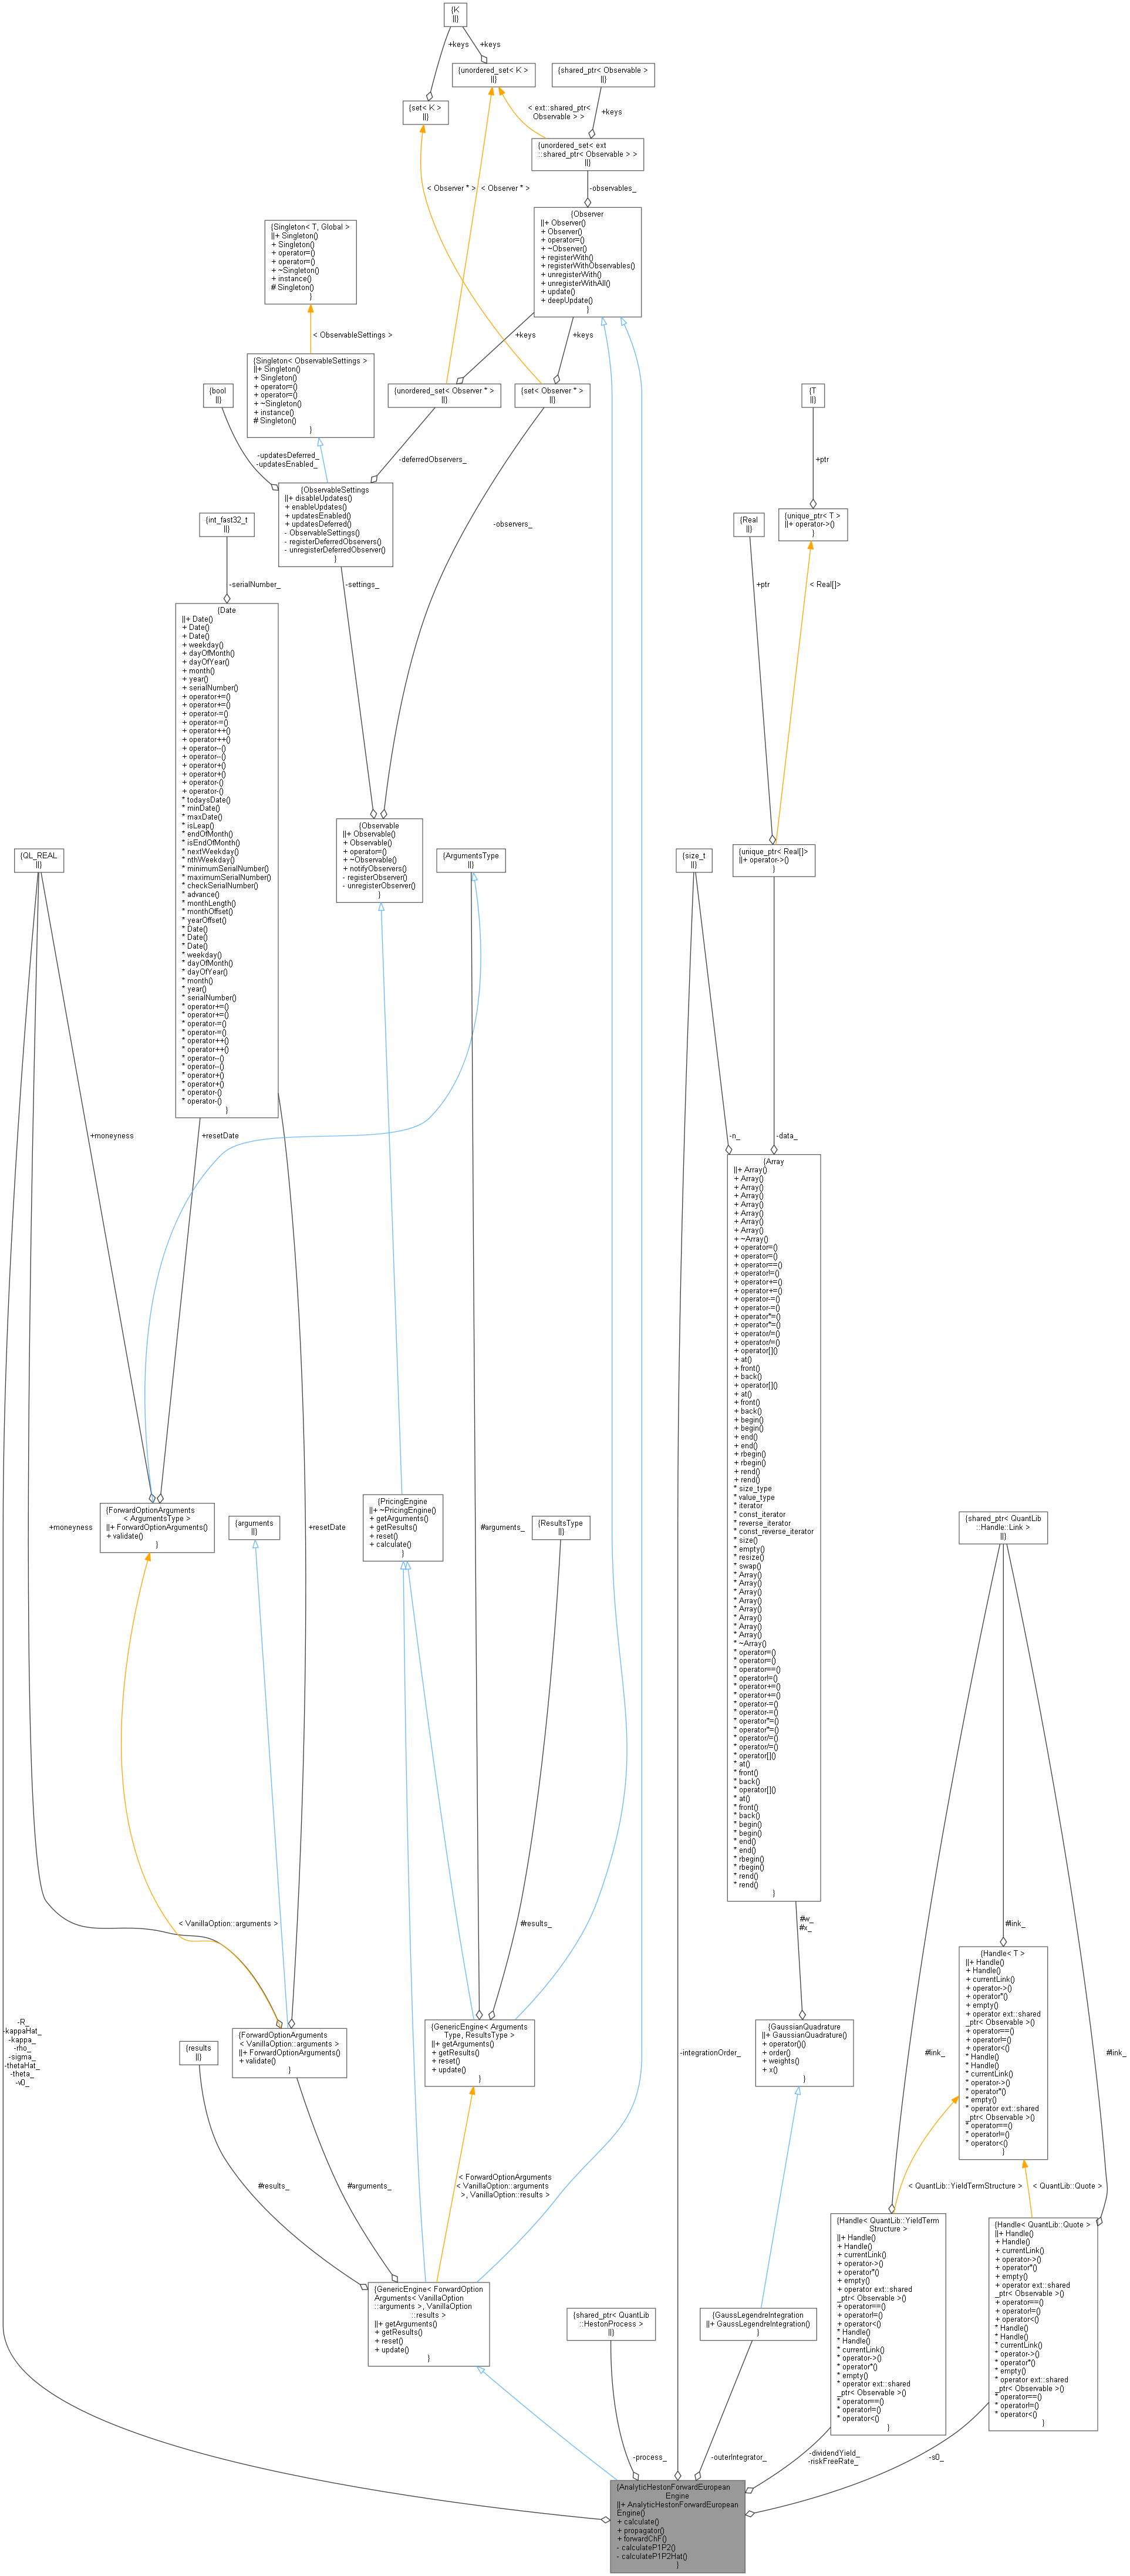 {K
||}
+keys
+keys
{unordered_set< K >
||}
{shared_ptr< Observable >
||}
{set< K >
||}
< ext::shared_ptr<
Observable > >
+keys
{unordered_set< ext
::shared_ptr< Observable > >
||}
< Observer * >
< Observer * >
-observables_
{Observer
||+ Observer()
+ Observer()
+ operator=()
+ ~Observer()
+ registerWith()
+ registerWithObservables()
+ unregisterWith()
+ unregisterWithAll()
+ update()
+ deepUpdate()
}
{Singleton< T, Global >
||+ Singleton()
+ Singleton()
+ operator=()
+ operator=()
+ ~Singleton()
+ instance()
# Singleton()
}
< ObservableSettings >
+keys
+keys
{Singleton< ObservableSettings >
||+ Singleton()
+ Singleton()
+ operator=()
+ operator=()
+ ~Singleton()
+ instance()
# Singleton()
}
{bool
||}
{unordered_set< Observer * >
||}
{set< Observer * >
||}
{T
||}
-updatesDeferred_
-updatesEnabled_
-deferredObservers_
+ptr
{ObservableSettings
||+ disableUpdates()
+ enableUpdates()
+ updatesEnabled()
+ updatesDeferred()
- ObservableSettings()
- registerDeferredObservers()
- unregisterDeferredObserver()
}
{int_fast32_t
||}
-observers_
{Real
||}
{unique_ptr< T >
||+ operator->()
}
-serialNumber_
-settings_
+ptr
< Real[]>
{Date
||+ Date()
+ Date()
+ Date()
+ weekday()
+ dayOfMonth()
+ dayOfYear()
+ month()
+ year()
+ serialNumber()
+ operator+=()
+ operator+=()
+ operator-=()
+ operator-=()
+ operator++()
+ operator++()
+ operator--()
+ operator--()
+ operator+()
+ operator+()
+ operator-()
+ operator-()
* todaysDate()
* minDate()
* maxDate()
* isLeap()
* endOfMonth()
* isEndOfMonth()
* nextWeekday()
* nthWeekday()
* minimumSerialNumber()
* maximumSerialNumber()
* checkSerialNumber()
* advance()
* monthLength()
* monthOffset()
* yearOffset()
* Date()
* Date()
* Date()
* weekday()
* dayOfMonth()
* dayOfYear()
* month()
* year()
* serialNumber()
* operator+=()
* operator+=()
* operator-=()
* operator-=()
* operator++()
* operator++()
* operator--()
* operator--()
* operator+()
* operator+()
* operator-()
* operator-()
}
{Observable
||+ Observable()
+ Observable()
+ operator=()
+ ~Observable()
+ notifyObservers()
- registerObserver()
- unregisterObserver()
}
{QL_REAL
||}
{ArgumentsType
||}
{size_t
||}
{unique_ptr< Real[]>
||+ operator->()
}
+moneyness
+resetDate
-n_
-data_
{Array
||+ Array()
+ Array()
+ Array()
+ Array()
+ Array()
+ Array()
+ Array()
+ Array()
+ ~Array()
+ operator=()
+ operator=()
+ operator==()
+ operator!=()
+ operator+=()
+ operator+=()
+ operator-=()
+ operator-=()
+ operator*=()
+ operator*=()
+ operator/=()
+ operator/=()
+ operator[]()
+ at()
+ front()
+ back()
+ operator[]()
+ at()
+ front()
+ back()
+ begin()
+ begin()
+ end()
+ end()
+ rbegin()
+ rbegin()
+ rend()
+ rend()
* size_type
* value_type
* iterator
* const_iterator
* reverse_iterator
* const_reverse_iterator
* size()
* empty()
* resize()
* swap()
* Array()
* Array()
* Array()
* Array()
* Array()
* Array()
* Array()
* Array()
* ~Array()
* operator=()
* operator=()
* operator==()
* operator!=()
* operator+=()
* operator+=()
* operator-=()
* operator-=()
* operator*=()
* operator*=()
* operator/=()
* operator/=()
* operator[]()
* at()
* front()
* back()
* operator[]()
* at()
* front()
* back()
* begin()
* begin()
* end()
* end()
* rbegin()
* rbegin()
* rend()
* rend()
}
{ForwardOptionArguments
< ArgumentsType >
||+ ForwardOptionArguments()
+ validate()
}
{arguments
||}
{PricingEngine
||+ ~PricingEngine()
+ getArguments()
+ getResults()
+ reset()
+ calculate()
}
+moneyness
+resetDate
#arguments_
{ResultsType
||}
{shared_ptr< QuantLib
::Handle::Link >
||}
< VanillaOption::arguments >
#results_
#w_
#x_
#link_
{Handle< T >
||+ Handle()
+ Handle()
+ currentLink()
+ operator->()
+ operator*()
+ empty()
+ operator ext::shared
_ptr< Observable >()
+ operator==()
+ operator!=()
+ operator<()
* Handle()
* Handle()
* currentLink()
* operator->()
* operator*()
* empty()
* operator ext::shared
_ptr< Observable >()
* operator==()
* operator!=()
* operator<()
}
-R_
-kappaHat_
-kappa_
-rho_
-sigma_
-thetaHat_
-theta_
-v0_
{results
||}
{ForwardOptionArguments
< VanillaOption::arguments >
||+ ForwardOptionArguments()
+ validate()
}
{GenericEngine< Arguments
Type, ResultsType >
||+ getArguments()
+ getResults()
+ reset()
+ update()
}
-integrationOrder_
{GaussianQuadrature
||+ GaussianQuadrature()
+ operator()()
+ order()
+ weights()
+ x()
}
#link_
#link_
#results_
#arguments_
< ForwardOptionArguments
< VanillaOption::arguments
>, VanillaOption::results >
< QuantLib::YieldTermStructure >
< QuantLib::Quote >
{GenericEngine< ForwardOption
Arguments< VanillaOption
::arguments >, VanillaOption
::results >
||+ getArguments()
+ getResults()
+ reset()
+ update()
}
{shared_ptr< QuantLib
::HestonProcess >
||}
{GaussLegendreIntegration
||+ GaussLegendreIntegration()
}
{Handle< QuantLib::YieldTerm
Structure >
||+ Handle()
+ Handle()
+ currentLink()
+ operator->()
+ operator*()
+ empty()
+ operator ext::shared
_ptr< Observable >()
+ operator==()
+ operator!=()
+ operator<()
* Handle()
* Handle()
* currentLink()
* operator->()
* operator*()
* empty()
* operator ext::shared
_ptr< Observable >()
* operator==()
* operator!=()
* operator<()
}
{Handle< QuantLib::Quote >
||+ Handle()
+ Handle()
+ currentLink()
+ operator->()
+ operator*()
+ empty()
+ operator ext::shared
_ptr< Observable >()
+ operator==()
+ operator!=()
+ operator<()
* Handle()
* Handle()
* currentLink()
* operator->()
* operator*()
* empty()
* operator ext::shared
_ptr< Observable >()
* operator==()
* operator!=()
* operator<()
}
-process_
-outerIntegrator_
-dividendYield_
-riskFreeRate_
-s0_
{AnalyticHestonForwardEuropean
Engine
||+ AnalyticHestonForwardEuropean
Engine()
+ calculate()
+ propagator()
+ forwardChF()
- calculateP1P2()
- calculateP1P2Hat()
}